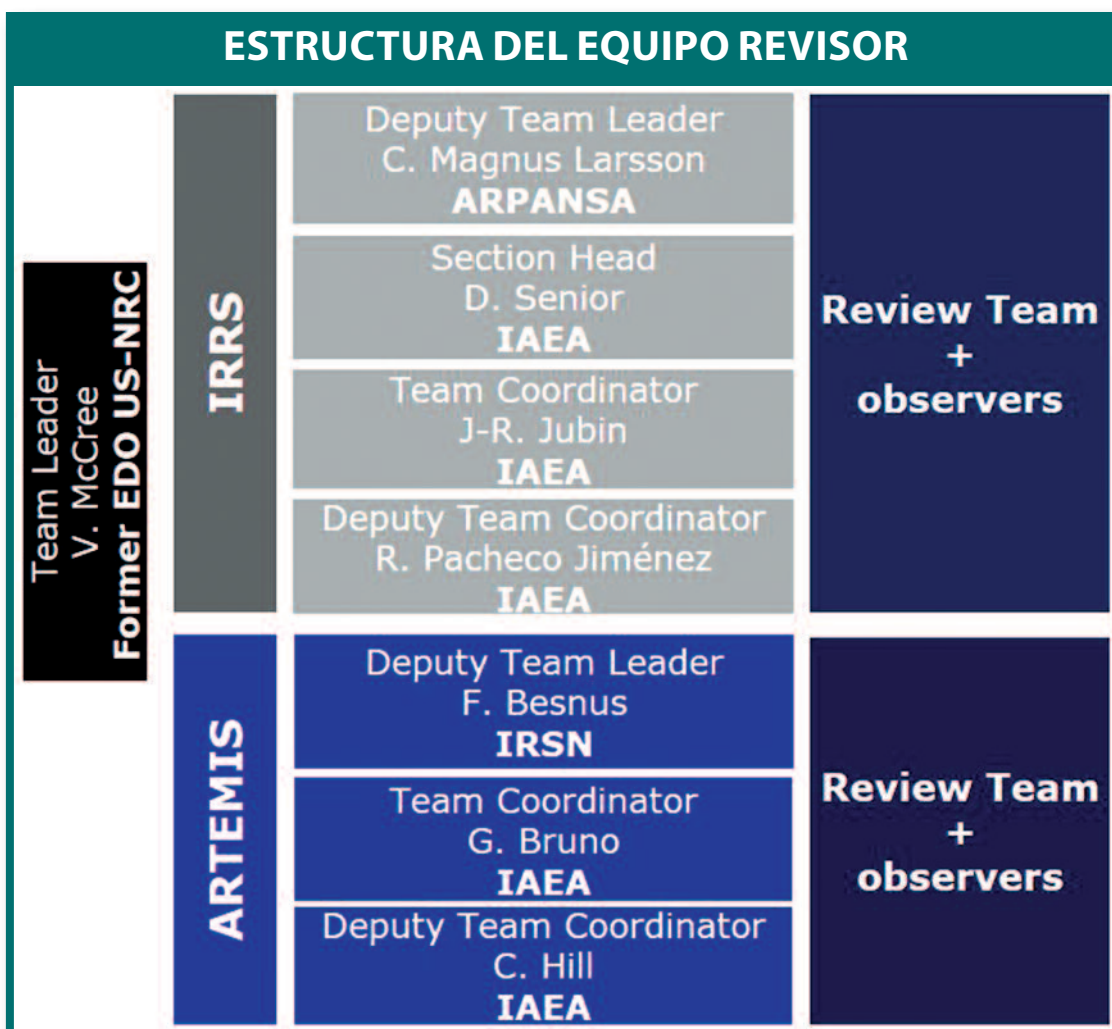 ESTRUCTURA DEL EQUIPO REVISOR
Team Leader
V. McCree
Former EDO US-NRC
IRRS
Deputy Team Leader
C. Magnus Larsson
ARPANSA
Section Head
D. Senior
IAEA
Team Coordinator
J-R. Jubin
IAEA
Deputy Team Coordinator
R. Pacheco Jiménez
IAEA
Review Team
+
observers
ARTEMIS
Deputy Team Leader
F. Besnus
IRSN
Team Coordinator
G. Bruno
IAEA
Deputy Team Coordinator
C. Hill
IAEA
Review Team
+
observers